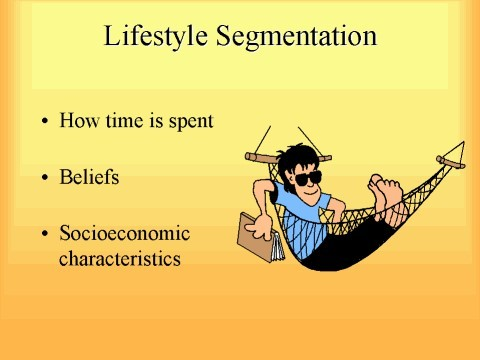 Lifestyle Segmentation
• How time is spent
• Beliefs
• Socioeconomic
characteristics